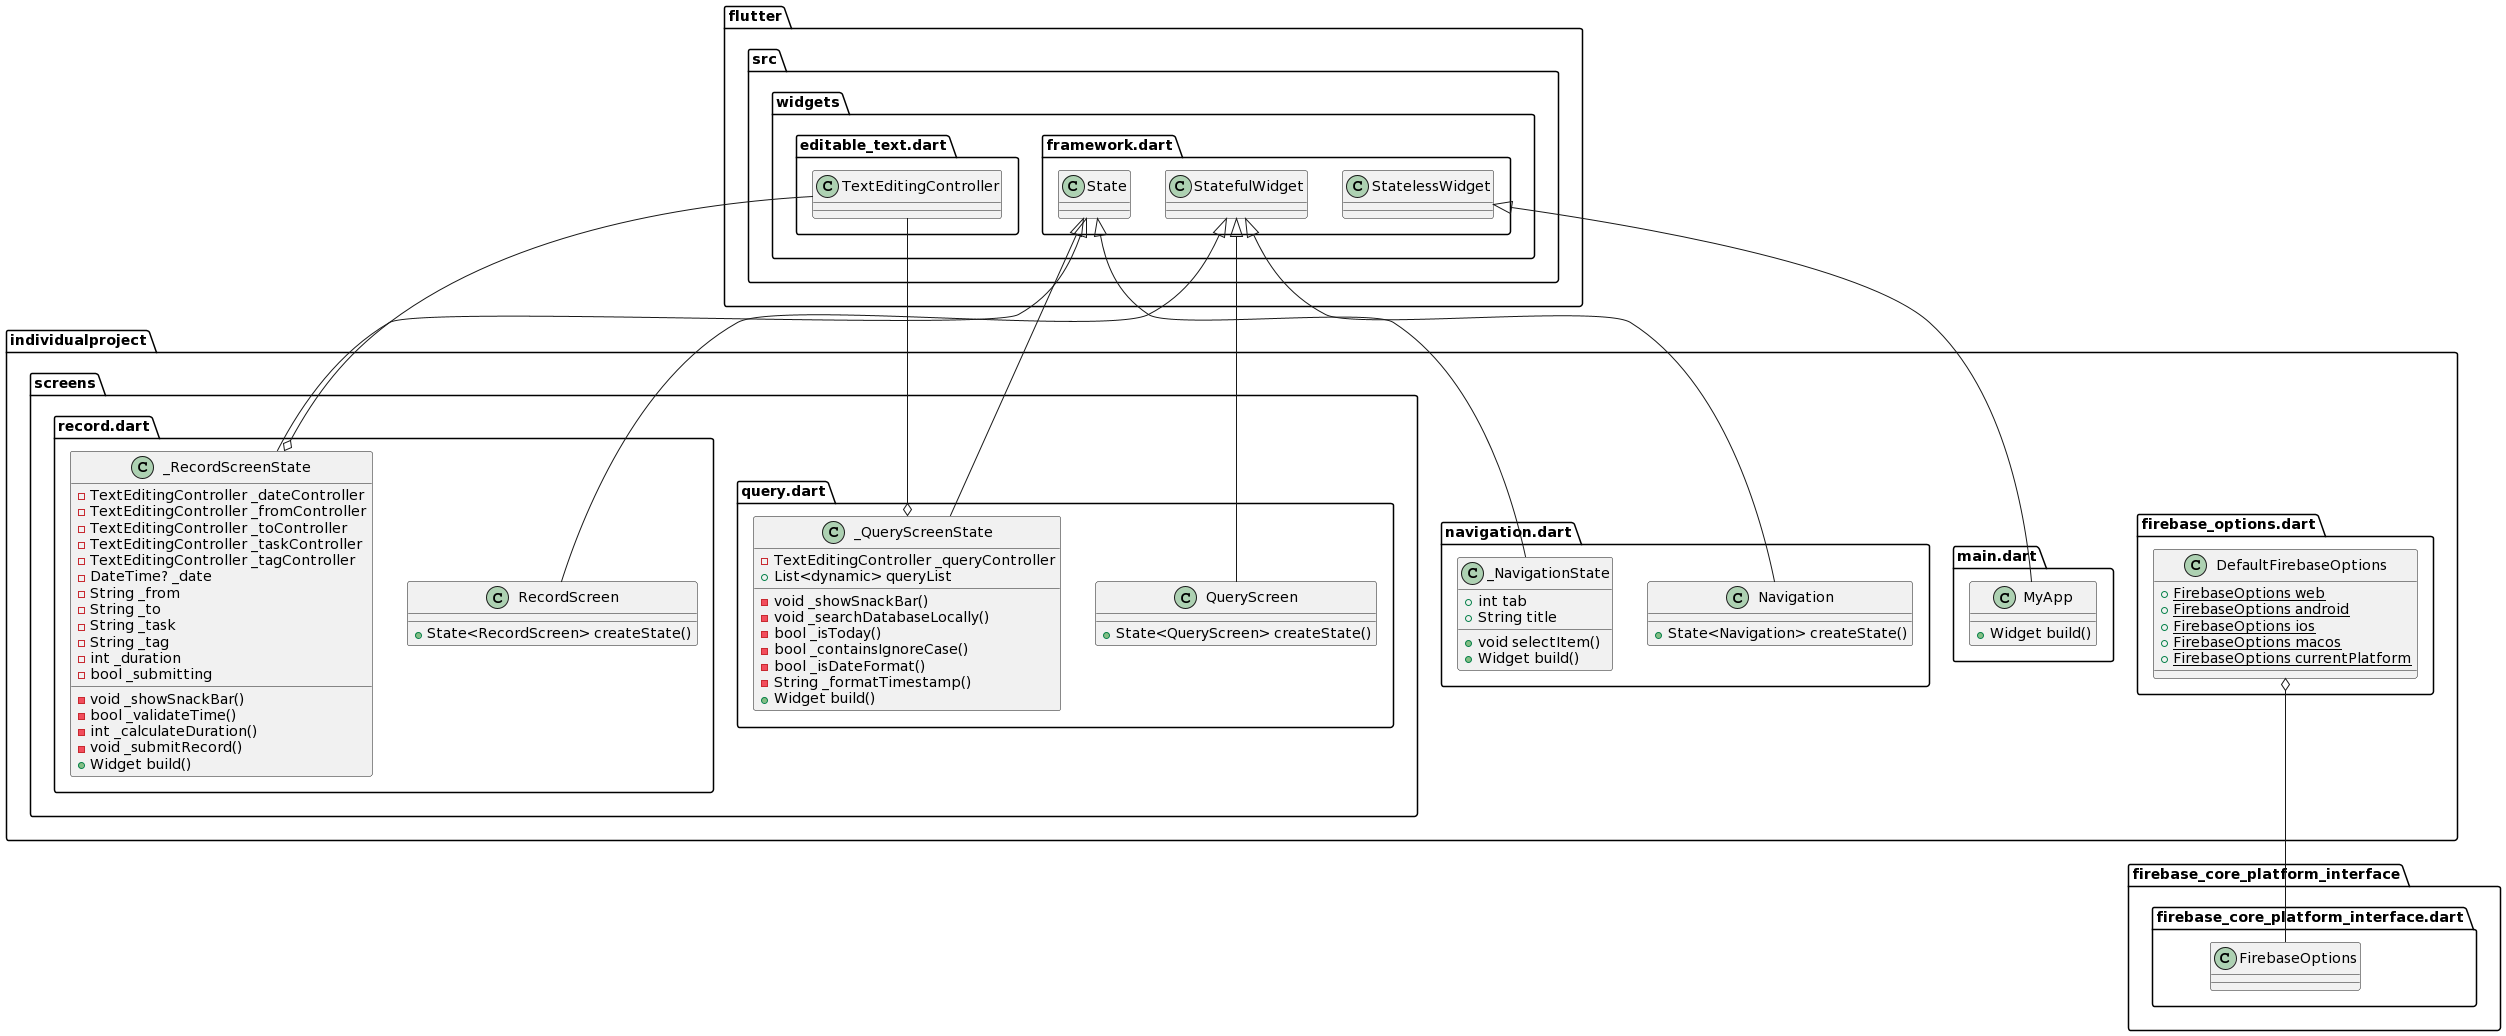 flutter
src
widgets
editable_text.dart
framework.dart
C TextEditingController
C State
C StatefulWidget
C StatelessWidget
individualproject
screens
record.dart
C _RecordScreenState
TextEditingController _dateController
TextEditingController _fromController
TextEditingController _toController
TextEditingController _taskController
TextEditingController _tagController
DateTime? _date
String _from
String _to
String _task
String _tag
int _duration
bool _submitting
void _showSnackBar()
bool _validateTime()
int _calculateDuration()
void _submitRecord()
Widget build()
C RecordScreen
State<RecordScreen> createState()
query.dart
C _QueryScreenState
TextEditingController _queryController
List<dynamic> queryList
void _showSnackBar()
void _searchDatabaseLocally()
bool _isToday()
bool _containsIgnoreCase()
bool _isDateFormat()
String _formatTimestamp()
Widget build()
C QueryScreen
State<QueryScreen> createState()
navigation.dart
C _NavigationState
int tab
String title
void selectItem()
Widget build()
C Navigation
State<Navigation> createState()
main.dart
C MyApp
Widget build()
firebase_options.dart
C DefaultFirebaseOptions
FirebaseOptions web
FirebaseOptions android
FirebaseOptions ios
FirebaseOptions macos
FirebaseOptions currentPlatform
firebase_core_platform_interface
firebase_core_platform_interface.dart
C FirebaseOptions